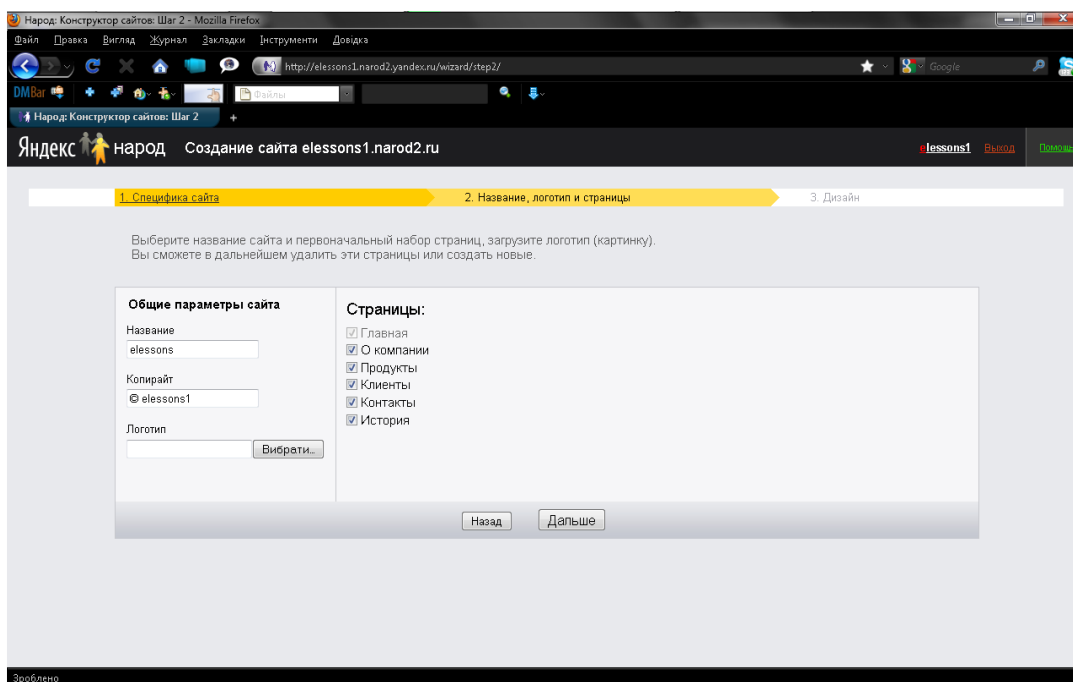 Народ: Конструктор сайтов: Шаг 2 - Mozilla Firefox
Файл Правка Вигляд Журнал Закладки Інструменти Довідка
http://elessons1.narod2.yandex.ru/wizard/step2/ Google
DMBar Файлы
Народ: Конструктор сайтов: Шаг 2 +
Яндекс народ Создание сайта elessons1.narod2.ru elessons1 Выход Помощь
1. Специфика сайта 2. Название, логотип и страницы 3. Дизайн
Выберите название сайта и первоначальный набор страниц, загрузите логотип (картинку).
Вы сможете в дальнейшем удалить эти страницы или создать новые.
Общие параметры сайта
Название
elessons
Копирайт
© elessons1
Логотип
Вибрати...
Страницы:
Главная
О компании
Продукты
Клиенты
Контакты
История
Назад Дальше
Зроблено